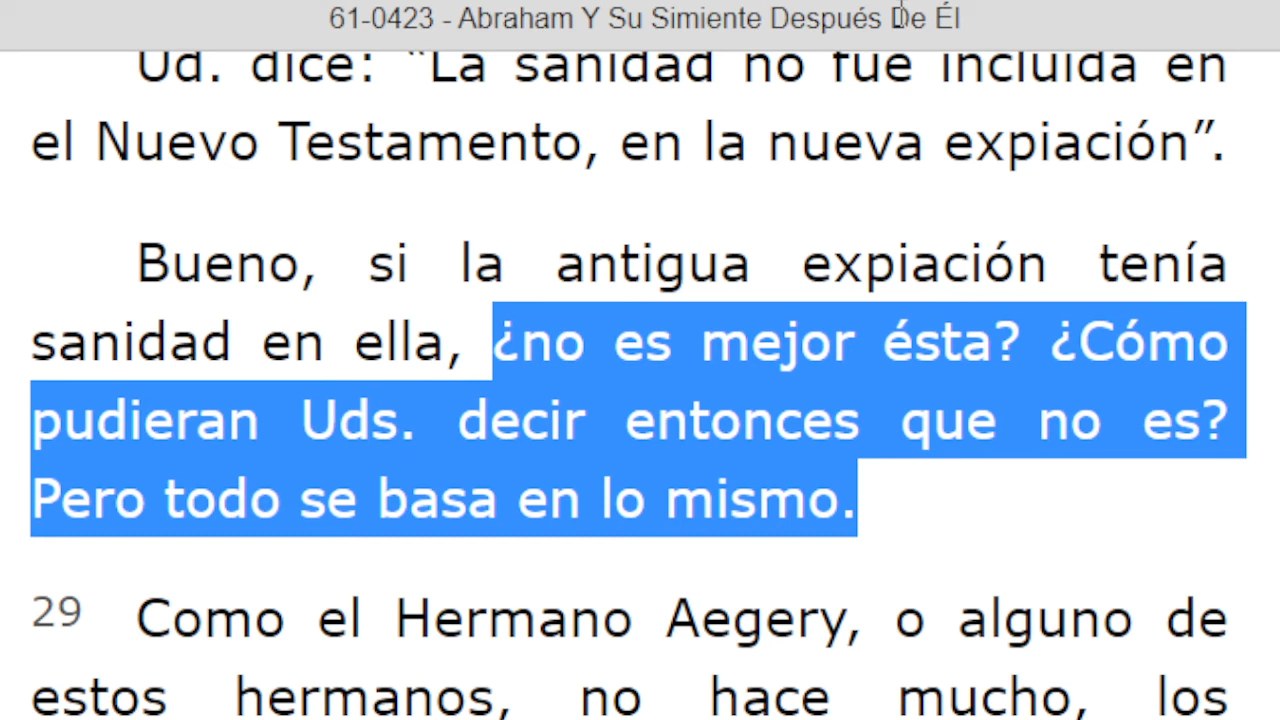 61-0423 - Abraham Y Su Simiente Después De Él
Ud. dice: “La sanidad no fue incluida en
el Nuevo Testamento, en la nueva expiación”.
Bueno, si la antigua expiación tenía
sanidad en ella, ¿no es mejor ésta? ¿Cómo
pudieran Uds. decir entonces que no es?
Pero todo se basa en lo mismo.
29 Como el Hermano Aegery, o alguno de
estos hermanos, no hace mucho, los